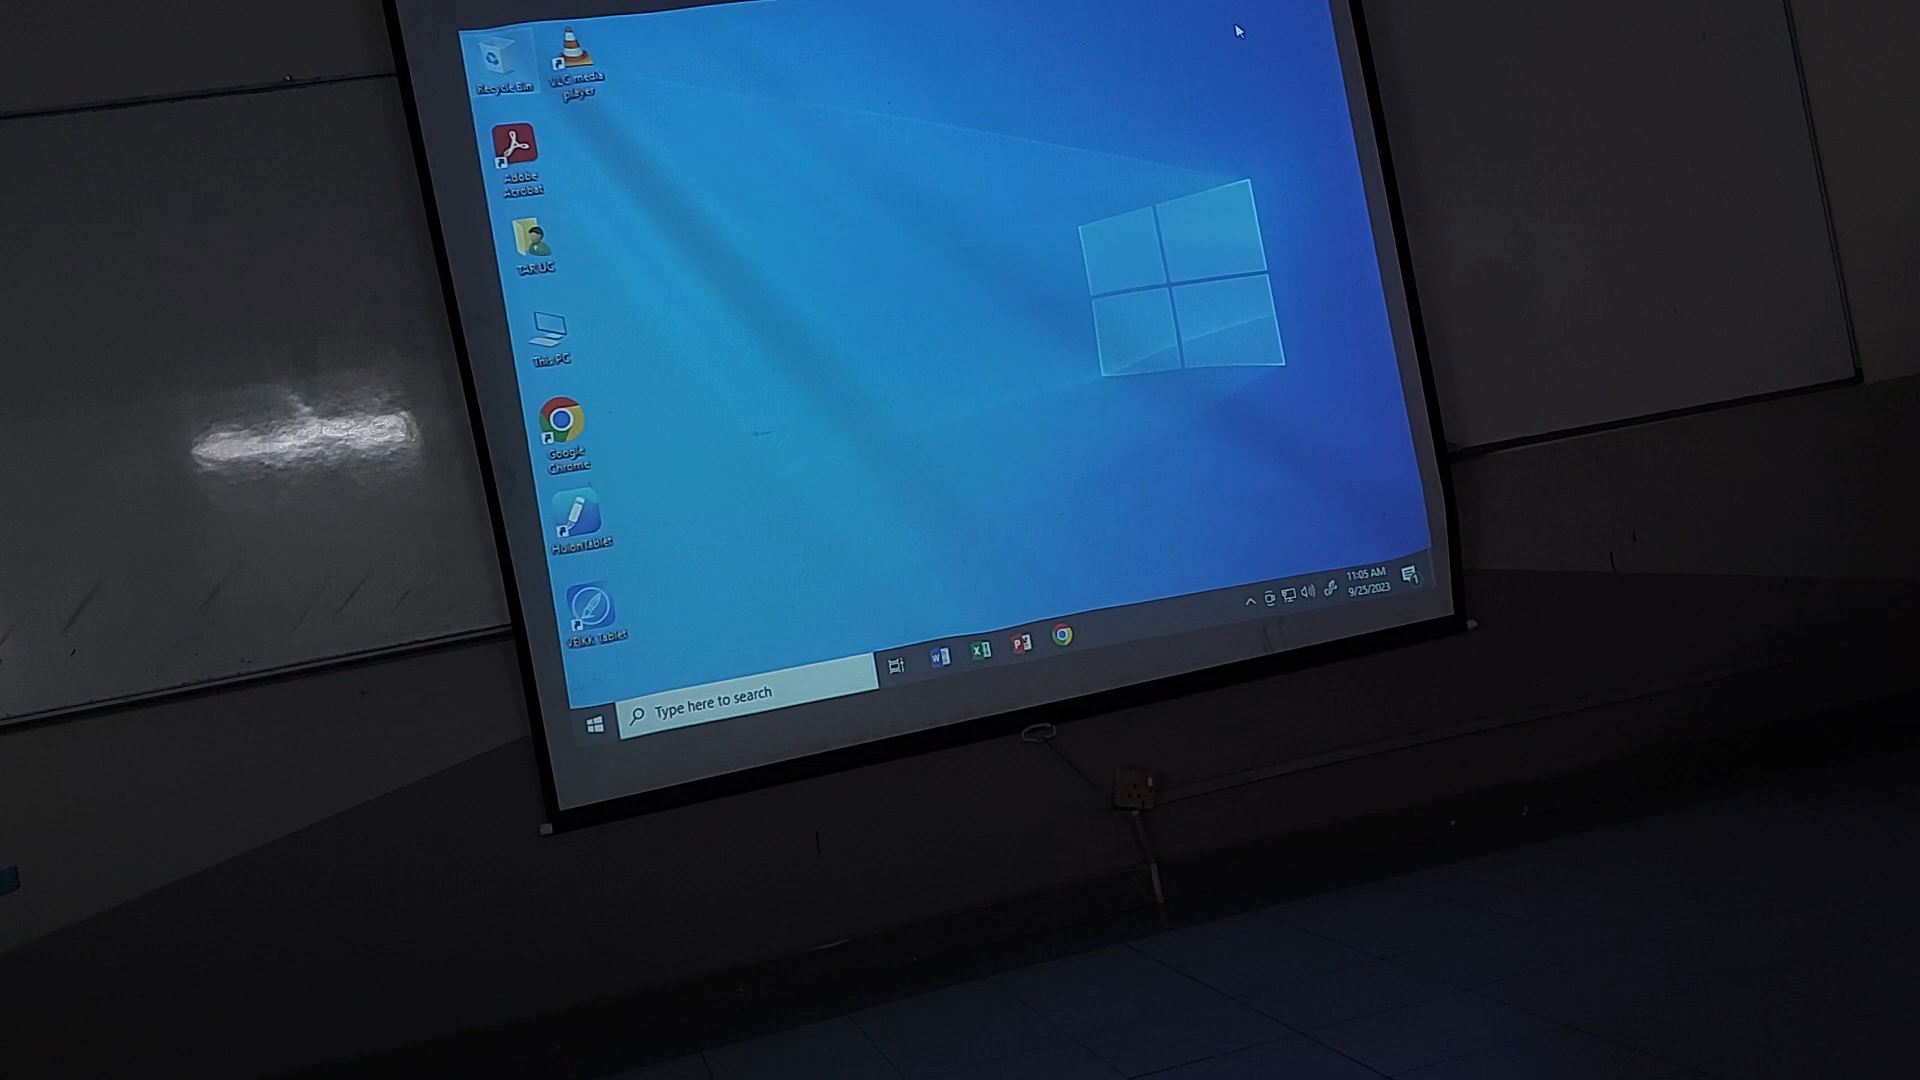 Recycle Bin
VLC media
player
Adobe
Acrobat
TAR UC
This PC
Google
Chrome
HuionTablet
VEIKK Tablet
Type here to search
11:05 AM
9/25/2023
1